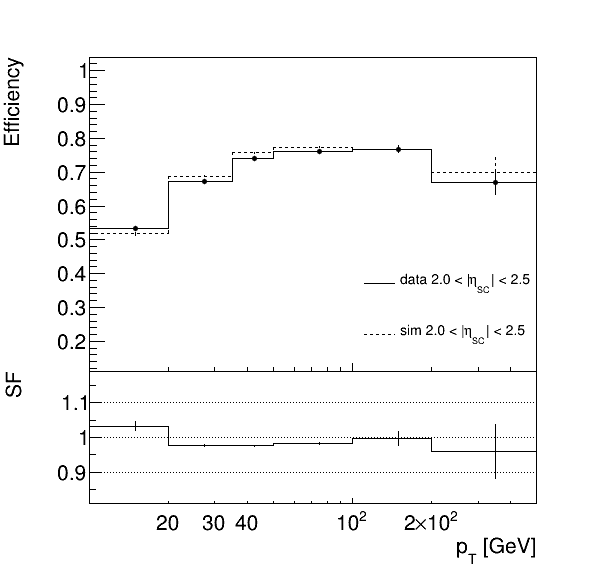 Efficiency
1
0.9
0.8
0.7
0.6
0.5
0.4
0.3
0.2
data 2.0 < |η_SC| < 2.5
sim 2.0 < |η_SC| < 2.5
SF
1.1
1
0.9
20 30 40 10² 2×10²
p_T [GeV]